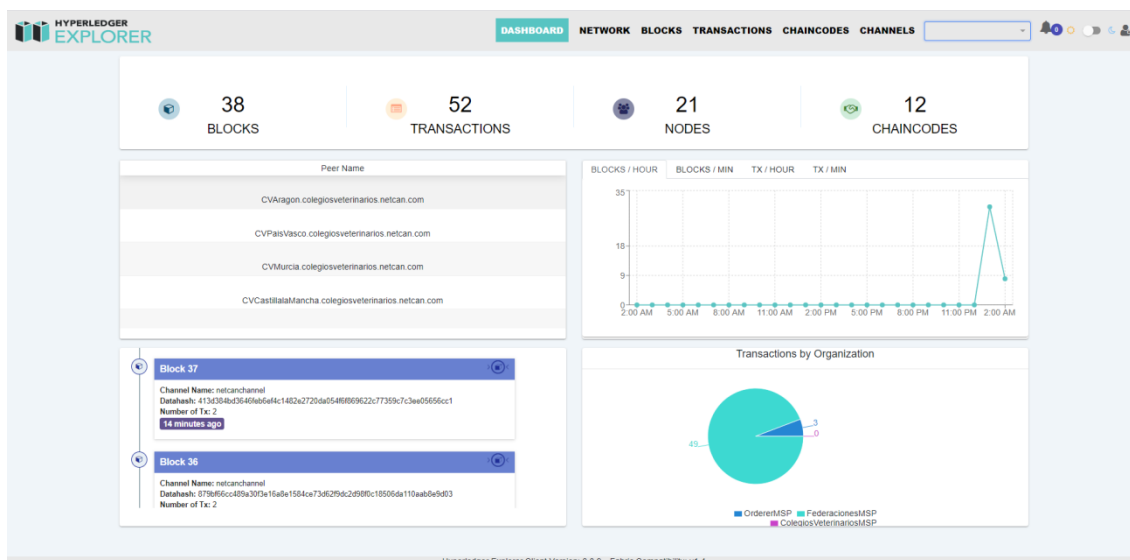 HYPERLEDGER
EXPLORER
DASHBOARD NETWORK BLOCKS TRANSACTIONS CHAINCODES CHANNELS
0
38
BLOCKS
52
TRANSACTIONS
21
NODES
12
CHAINCODES
Peer Name
CVAragon.colegiosveterinarios.netcan.com
CVPaisVasco.colegiosveterinarios.netcan.com
CVMurcia.colegiosveterinarios.netcan.com
CVCastillalaMancha.colegiosveterinarios.netcan.com
BLOCKS / HOUR BLOCKS / MIN TX / HOUR TX / MIN
35
18
9
0
2:00 AM 5:00 AM 8:00 AM 11:00 AM 2:00 PM 5:00 PM 8:00 PM 11:00 PM 2:00 AM
Block 37
Channel Name: netcanchannel
Datahash: 413d384bd3646feb6ef4c1482e2720da054f6f869622c77359c7c3ee05656cc1
Number of Tx: 2
14 minutes ago
Block 36
Channel Name: netcanchannel
Datahash: 879bf66cc489a30f3e16a8e1584ce73d62f9dc2d98f0c18506da110aab8e9d03
Number of Tx: 2
Transactions by Organization
3
0
49
OrdererMSP FederacionesMSP
ColegiosVeterinariosMSP